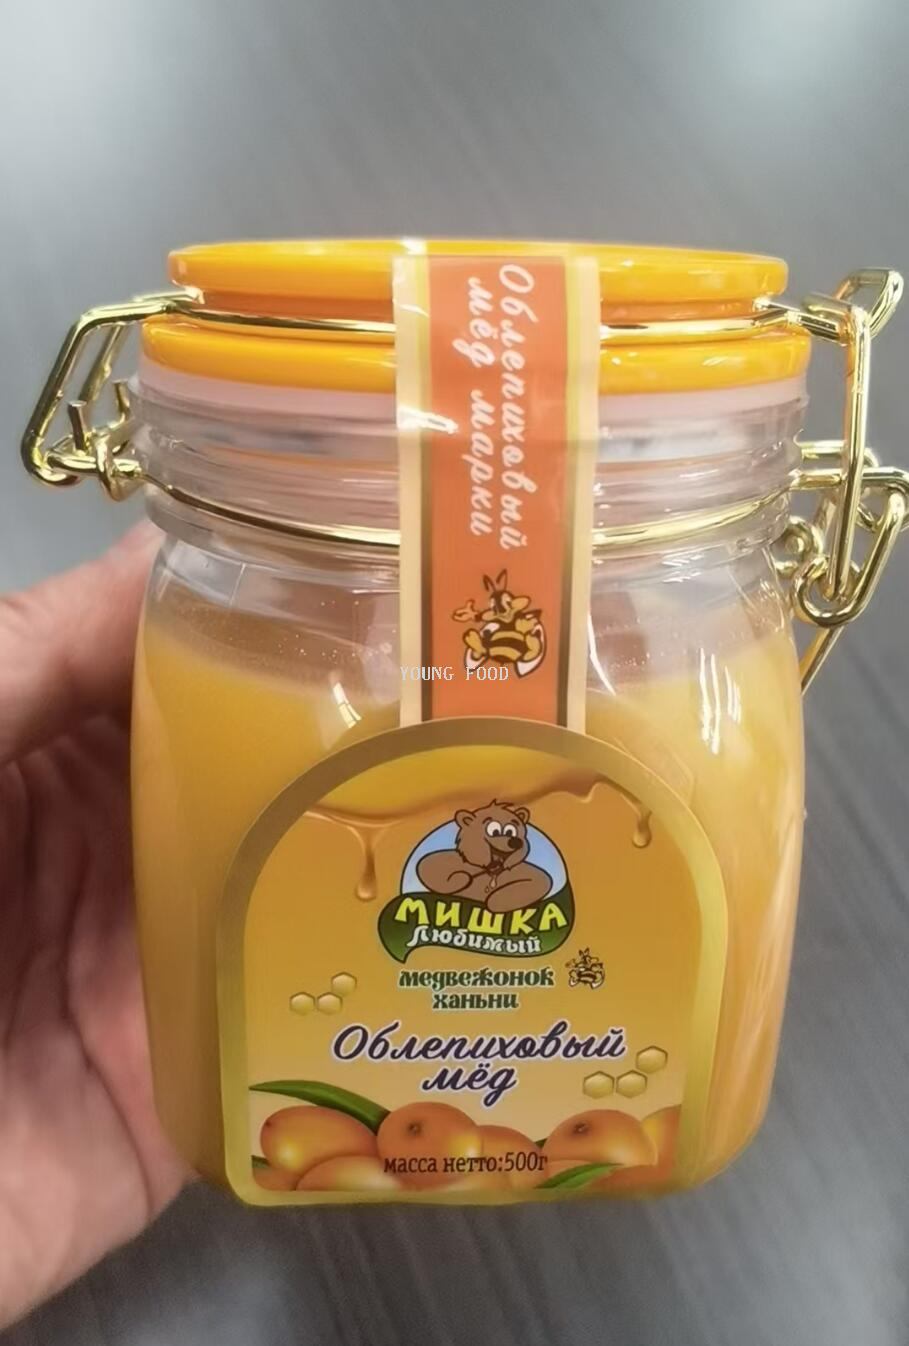 Облепиховый
мёд марки
YOUNG FOOD
МИШКА
Любимый
медвежонок
ханьни
Облепиховый
мёд
масса нетто:500г